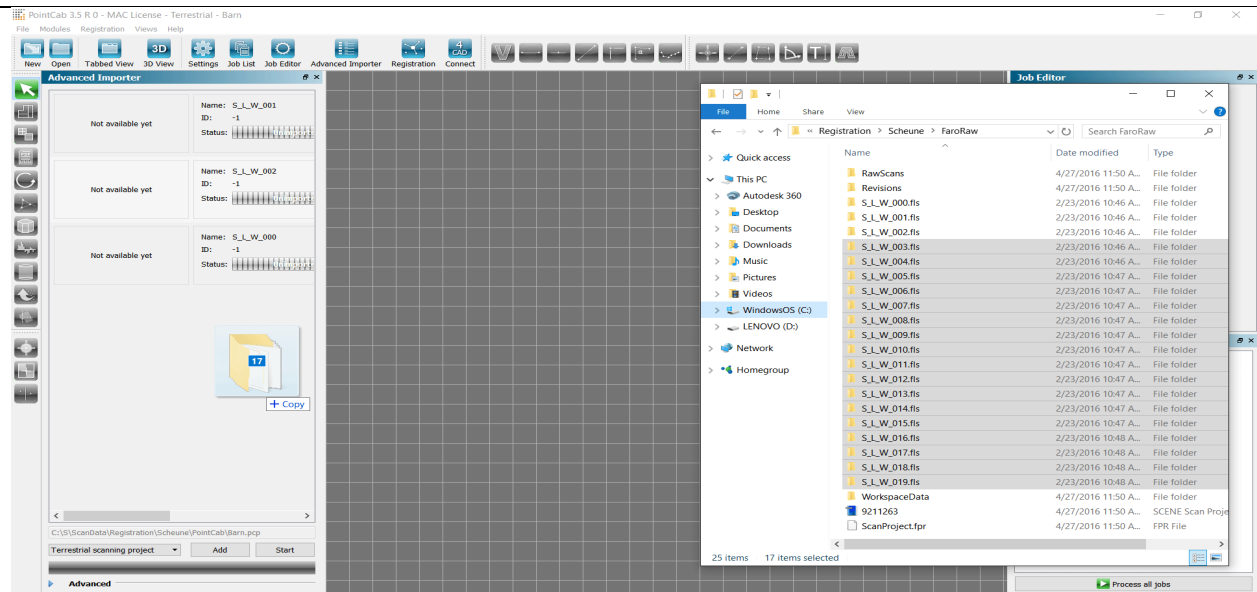 PointCab 3.5 R 0 - MAC License - Terrestrial - Barn
File Modules Registration Views Help
3D
4
CAD
New Open Tabbed View 3D View Settings Job List Job Editor Advanced Importer Registration Connect
Advanced Importer
Not available yet
Name: S_L_W_001
ID: -1
Status:
Not available yet
Name: S_L_W_002
ID: -1
Status:
Not available yet
Name: S_L_W_000
ID: -1
Status:
17
+ Copy
C:\S\ScanData\Registration\Scheune\PointCab\Barn.pcp
Terrestrial scanning project Add Start
Advanced
Job Editor
File Home Share View
« Registration > Scheune > FaroRaw
Search FaroRaw
Quick access
This PC
Autodesk 360
Desktop
Documents
Downloads
Music
Pictures
Videos
WindowsOS (C:)
LENOVO (D:)
Network
Homegroup
Name Date modified Type
RawScans 4/27/2016 11:50 A... File folder
Revisions 4/27/2016 11:50 A... File folder
S_L_W_000.fls 2/23/2016 10:46 A... File folder
S_L_W_001.fls 2/23/2016 10:46 A... File folder
S_L_W_002.fls 2/23/2016 10:46 A... File folder
S_L_W_003.fls 2/23/2016 10:46 A... File folder
S_L_W_004.fls 2/23/2016 10:46 A... File folder
S_L_W_005.fls 2/23/2016 10:47 A... File folder
S_L_W_006.fls 2/23/2016 10:47 A... File folder
S_L_W_007.fls 2/23/2016 10:47 A... File folder
S_L_W_008.fls 2/23/2016 10:47 A... File folder
S_L_W_009.fls 2/23/2016 10:47 A... File folder
S_L_W_010.fls 2/23/2016 10:47 A... File folder
S_L_W_011.fls 2/23/2016 10:47 A... File folder
S_L_W_012.fls 2/23/2016 10:47 A... File folder
S_L_W_013.fls 2/23/2016 10:47 A... File folder
S_L_W_014.fls 2/23/2016 10:47 A... File folder
S_L_W_015.fls 2/23/2016 10:47 A... File folder
S_L_W_016.fls 2/23/2016 10:48 A... File folder
S_L_W_017.fls 2/23/2016 10:48 A... File folder
S_L_W_018.fls 2/23/2016 10:48 A... File folder
S_L_W_019.fls 2/23/2016 10:48 A... File folder
WorkspaceData 4/27/2016 11:50 A... File folder
9211263 4/27/2016 11:50 A... SCENE Scan Proje
ScanProject.fpr 4/27/2016 11:50 A... FPR File
25 items 17 items selected
Process all jobs